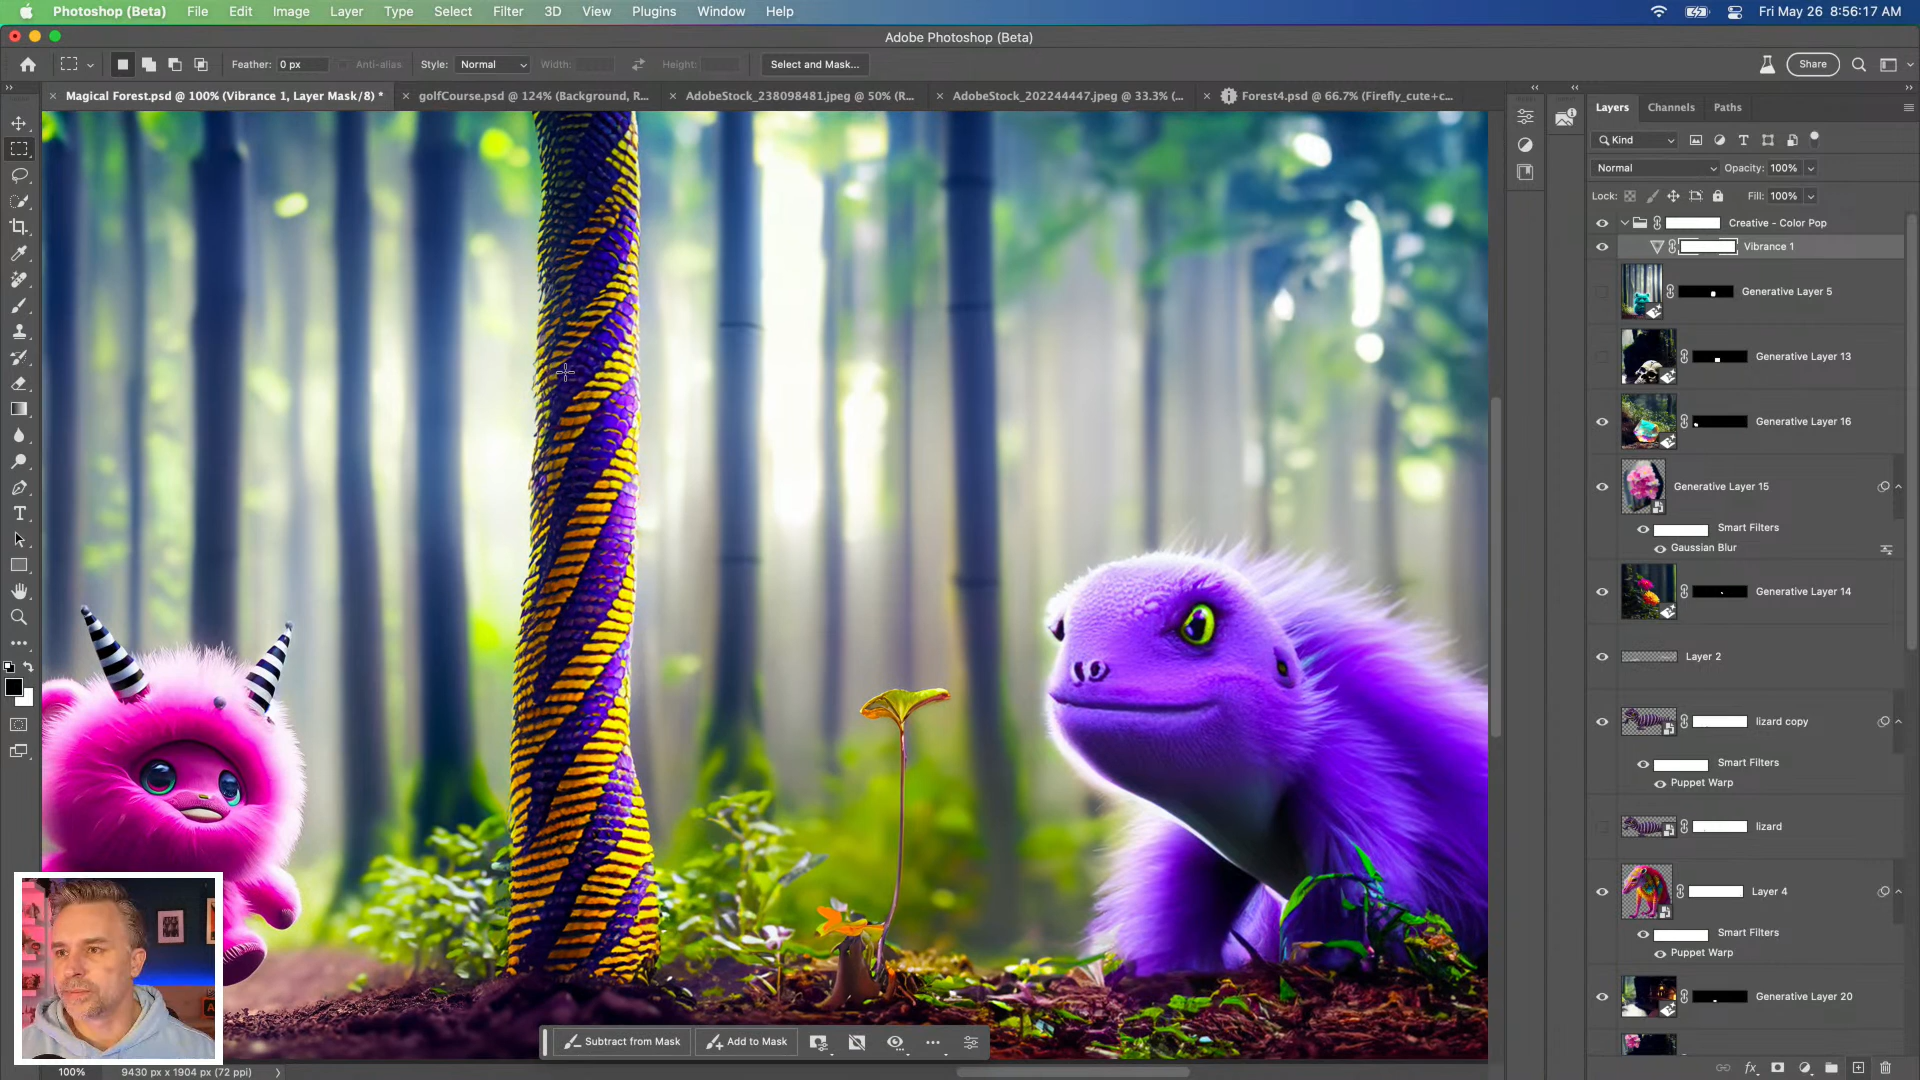 Photoshop (Beta) File Edit Image Layer Type Select Filter 3D View Plugins Window Help Fri May 26 8:56:17 AM
Adobe Photoshop (Beta)
Feather: 0 px Anti-alias Style: Normal Width: Height: Select and Mask... Share
Magical Forest.psd @ 100% (Vibrance 1, Layer Mask/8) *
golfCourse.psd @ 124% (Background, R...
AdobeStock_238098481.jpeg @ 50% (R...
AdobeStock_202244447.jpeg @ 33.3% (...
Forest4.psd @ 66.7% (Firefly_cute+c...
Layers Channels Paths
Kind
Normal Opacity: 100%
Lock: Fill: 100%
Creative - Color Pop
Vibrance 1
Generative Layer 5
Generative Layer 13
Generative Layer 16
Generative Layer 15
Smart Filters
Gaussian Blur
Generative Layer 14
Layer 2
lizard copy
Smart Filters
Puppet Warp
lizard
Layer 4
Smart Filters
Puppet Warp
Generative Layer 20
Subtract from Mask Add to Mask
100% 9430 px x 1904 px (72 ppi)